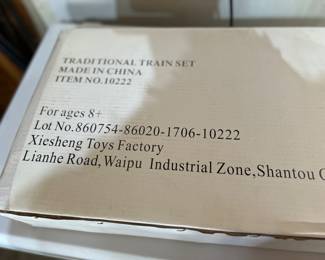 TRADITIONAL TRAIN SET
MADE IN CHINA
ITEM NO.10222
For ages 8+
Lot No.860754-86020-1706-10222
Xiesheng Toys Factory
Lianhe Road, Waipu Industrial Zone,Shantou